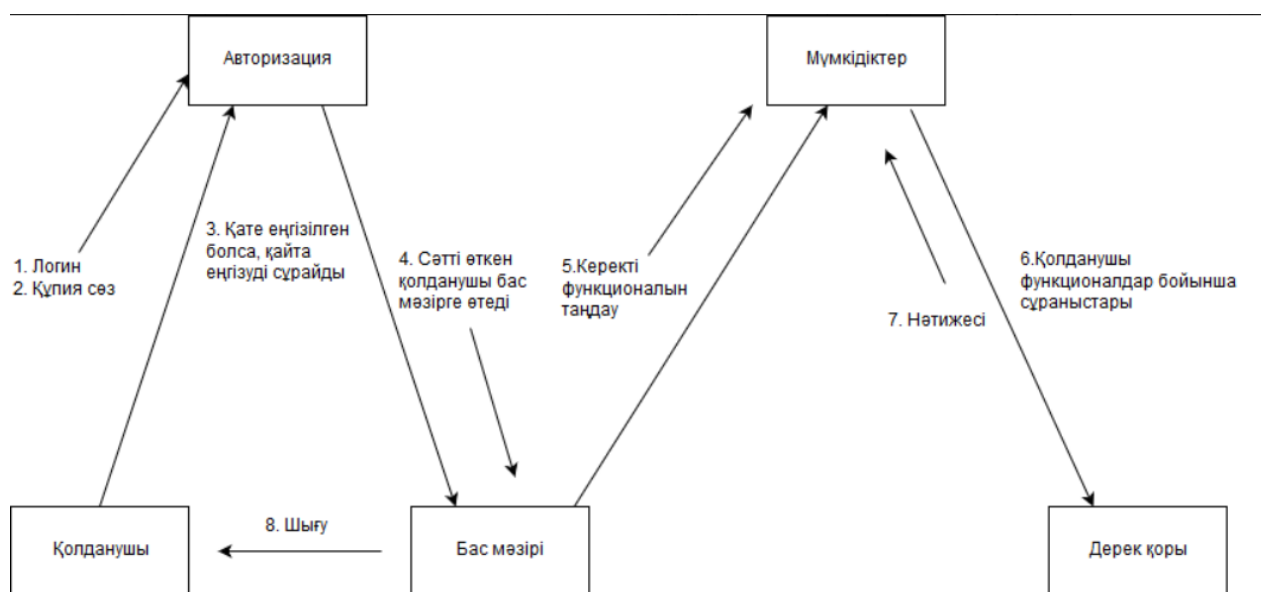 Авторизация
Мүмкідіктер
1. Логин
2. Құпия сөз
3. Қате еңгізілген
болса, қайта
еңгізуді сұрайды
4. Сәтті өткен
қолданушы бас
мәзірге өтеді
5.Керекті
функционалын
таңдау
6.Қолданушы
функционалдар бойынша
сұраныстары
7. Нәтижесі
8. Шығу
Қолданушы
Бас мәзірі
Дерек қоры